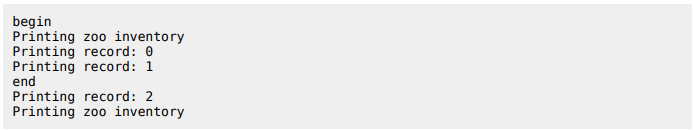 begin
Printing zoo inventory
Printing record: 0
Printing record: 1
end
Printing record: 2
Printing zoo inventory